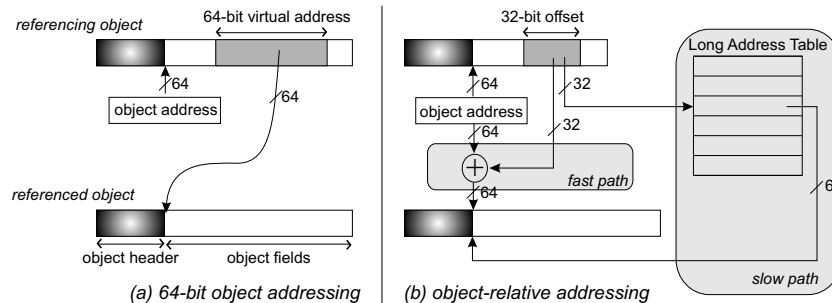 64-bit virtual address
referencing object
64
64
object address
referenced object
object header
object fields
(a) 64-bit object addressing
32-bit offset
Long Address Table
64
32
object address
64
32
+
fast path
64
6
slow path
(b) object-relative addressing